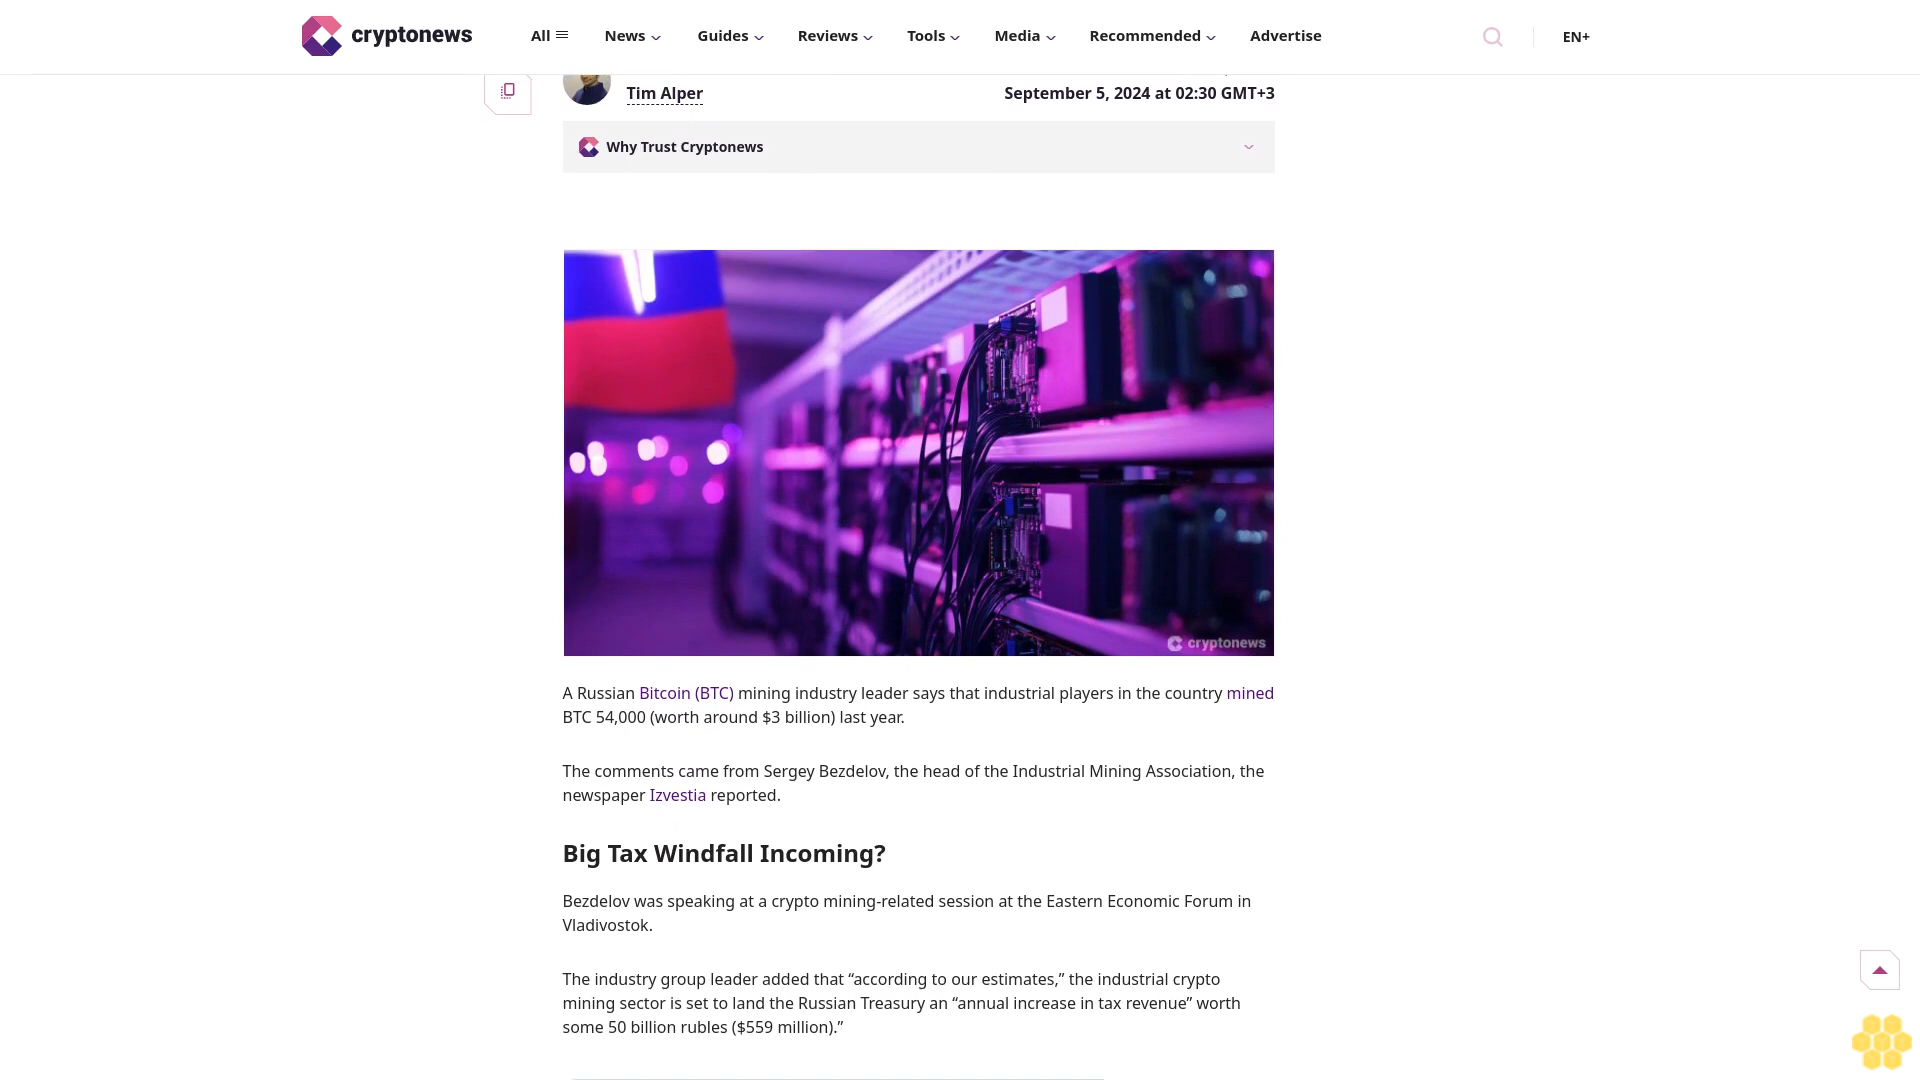 cryptonews
All
News
Guides
Reviews
Tools
Media
Recommended
Advertise
EN+
Tim Alper
September 5, 2024 at 02:30 GMT+3
Why Trust Cryptonews
cryptonews
A Russian Bitcoin (BTC) mining industry leader says that industrial players in the country mined
BTC 54,000 (worth around $3 billion) last year.
The comments came from Sergey Bezdelov, the head of the Industrial Mining Association, the
newspaper Izvestia reported.
Big Tax Windfall Incoming?
Bezdelov was speaking at a crypto mining-related session at the Eastern Economic Forum in
Vladivostok.
The industry group leader added that “according to our estimates,” the industrial crypto
mining sector is set to land the Russian Treasury an “annual increase in tax revenue” worth
some 50 billion rubles ($559 million).”